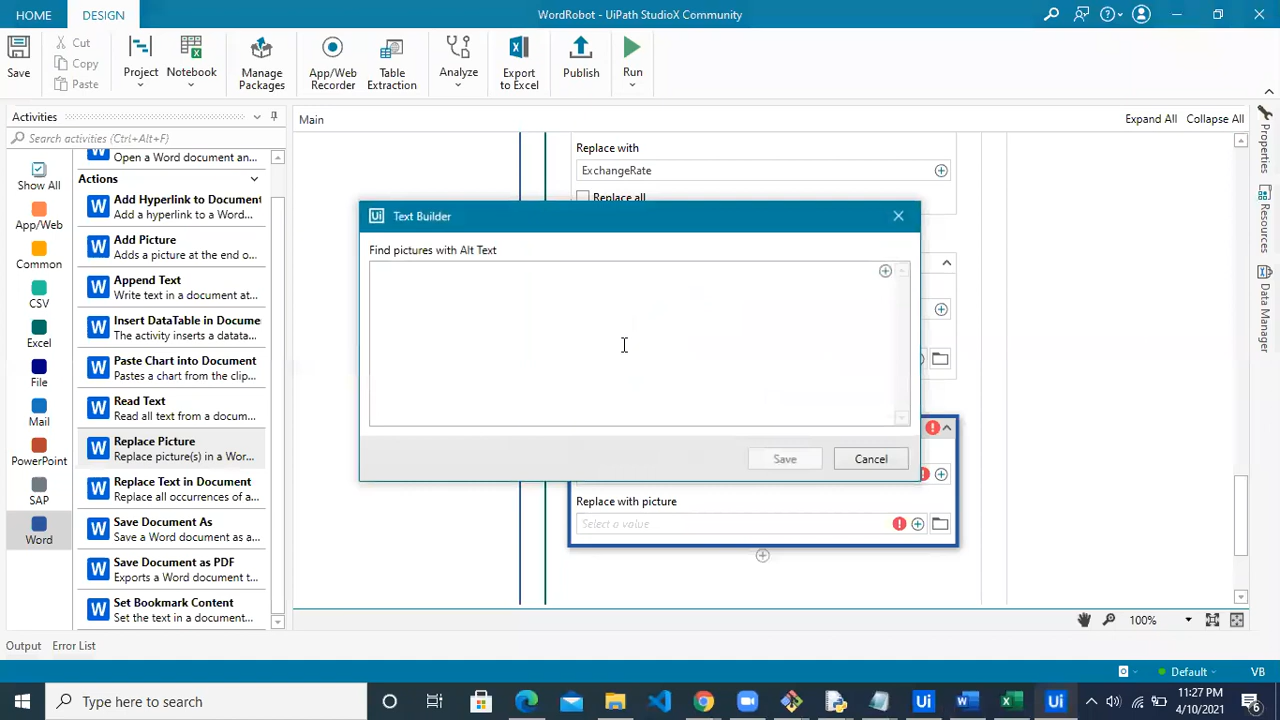 HOME
DESIGN
WordRobot - UiPath StudioX Community
Save
Cut
Copy
Paste
Project
Notebook
Manage Packages
App/Web Recorder
Table Extraction
Analyze
Export to Excel
Publish
Run
Activities
Search activities (Ctrl+Alt+F)
Main
Expand All
Collapse All
Show All
App/Web
Common
CSV
Excel
File
Mail
PowerPoint
SAP
Word
Open a Word document an...
Actions
Add Hyperlink to Document
Add a hyperlink to a Word...
Add Picture
Adds a picture at the end o...
Append Text
Write text in a document at...
Insert DataTable in Docume
The activity inserts a datata...
Paste Chart into Document
Pastes a chart from the clip...
Read Text
Read all text from a docum...
Replace Picture
Replace picture(s) in a Wor...
Replace Text in Document
Replace all occurrences of a...
Save Document As
Save a Word document as a...
Save Document as PDF
Exports a Word document t...
Set Bookmark Content
Set the text in a document...
Replace with
ExchangeRate
Replace all
Ui Text Builder
Find pictures with Alt Text
Save
Cancel
Replace with picture
Select a value
Properties
Resources
Data Manager
100%
Output
Error List
Default
VB
Type here to search
11:27 PM
4/10/2021
6